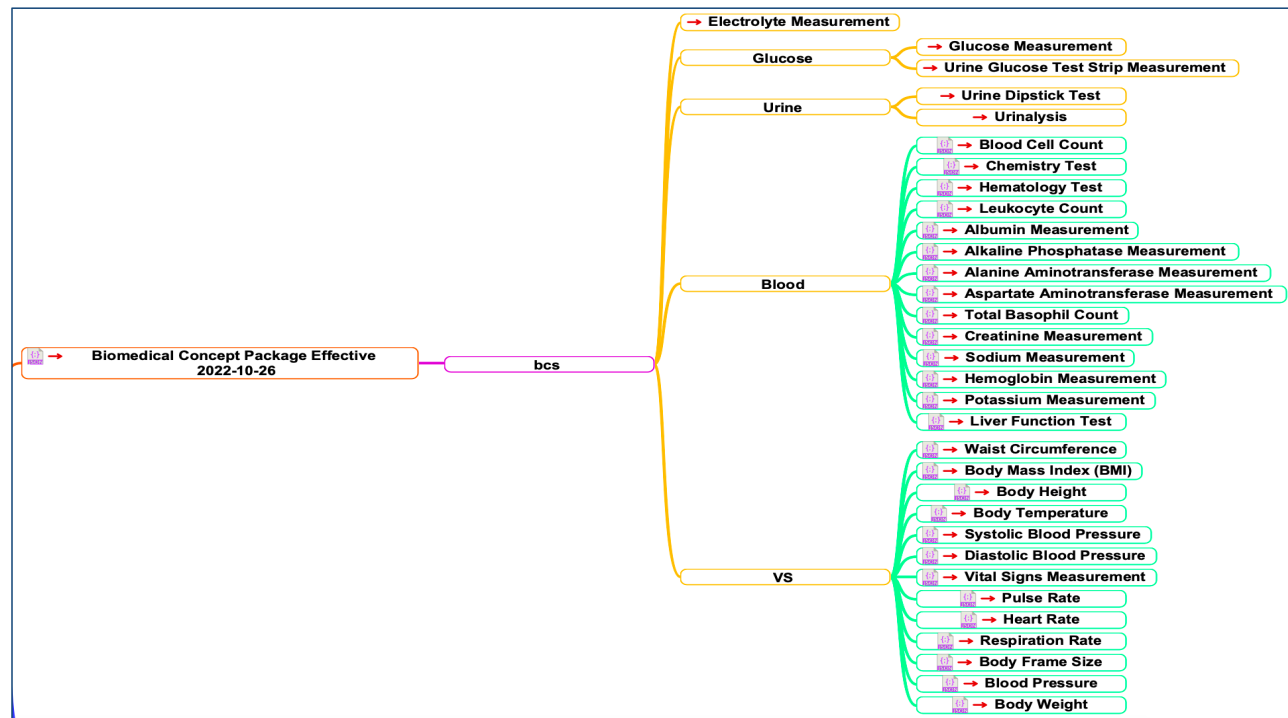 Electrolyte Measurement
Glucose
Glucose Measurement
Urine Glucose Test Strip Measurement
Urine
Urine Dipstick Test
Urinalysis
Blood
Blood Cell Count
Chemistry Test
Hematology Test
Leukocyte Count
Albumin Measurement
Alkaline Phosphatase Measurement
Alanine Aminotransferase Measurement
Aspartate Aminotransferase Measurement
Total Basophil Count
Creatinine Measurement
Sodium Measurement
Hemoglobin Measurement
Potassium Measurement
Liver Function Test
Biomedical Concept Package Effective
2022-10-26
bcs
VS
Waist Circumference
Body Mass Index (BMI)
Body Height
Body Temperature
Systolic Blood Pressure
Diastolic Blood Pressure
Vital Signs Measurement
Pulse Rate
Heart Rate
Respiration Rate
Body Frame Size
Blood Pressure
Body Weight